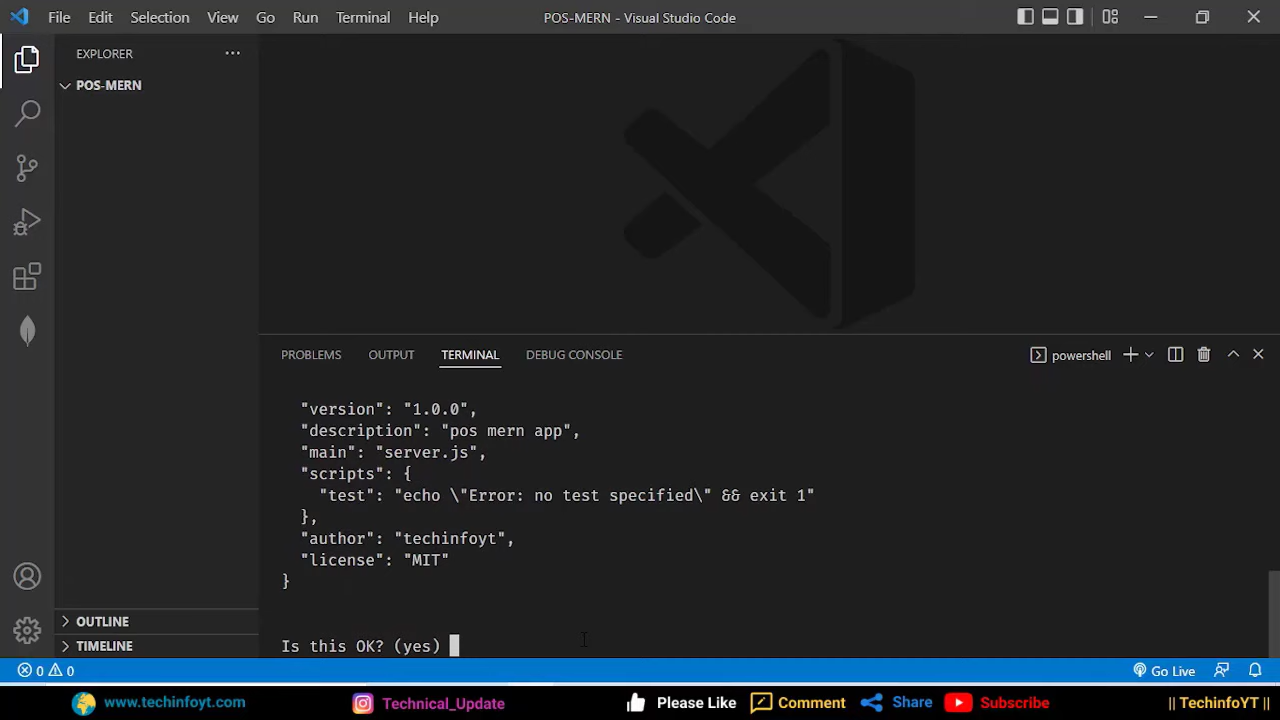 File Edit Selection View Go Run Terminal Help POS-MERN - Visual Studio Code
EXPLORER
POS-MERN
PROBLEMS OUTPUT TERMINAL DEBUG CONSOLE powershell
"version": "1.0.0",
"description": "pos mern app",
"main": "server.js",
"scripts": {
"test": "echo \"Error: no test specified\" && exit 1"
},
"author": "techinfoyt",
"license": "MIT"
}
OUTLINE
TIMELINE
Is this OK? (yes)
0 0 Go Live
www.techinfoyt.com Technical_Update Please Like Comment Share Subscribe || TechinfoYT ||